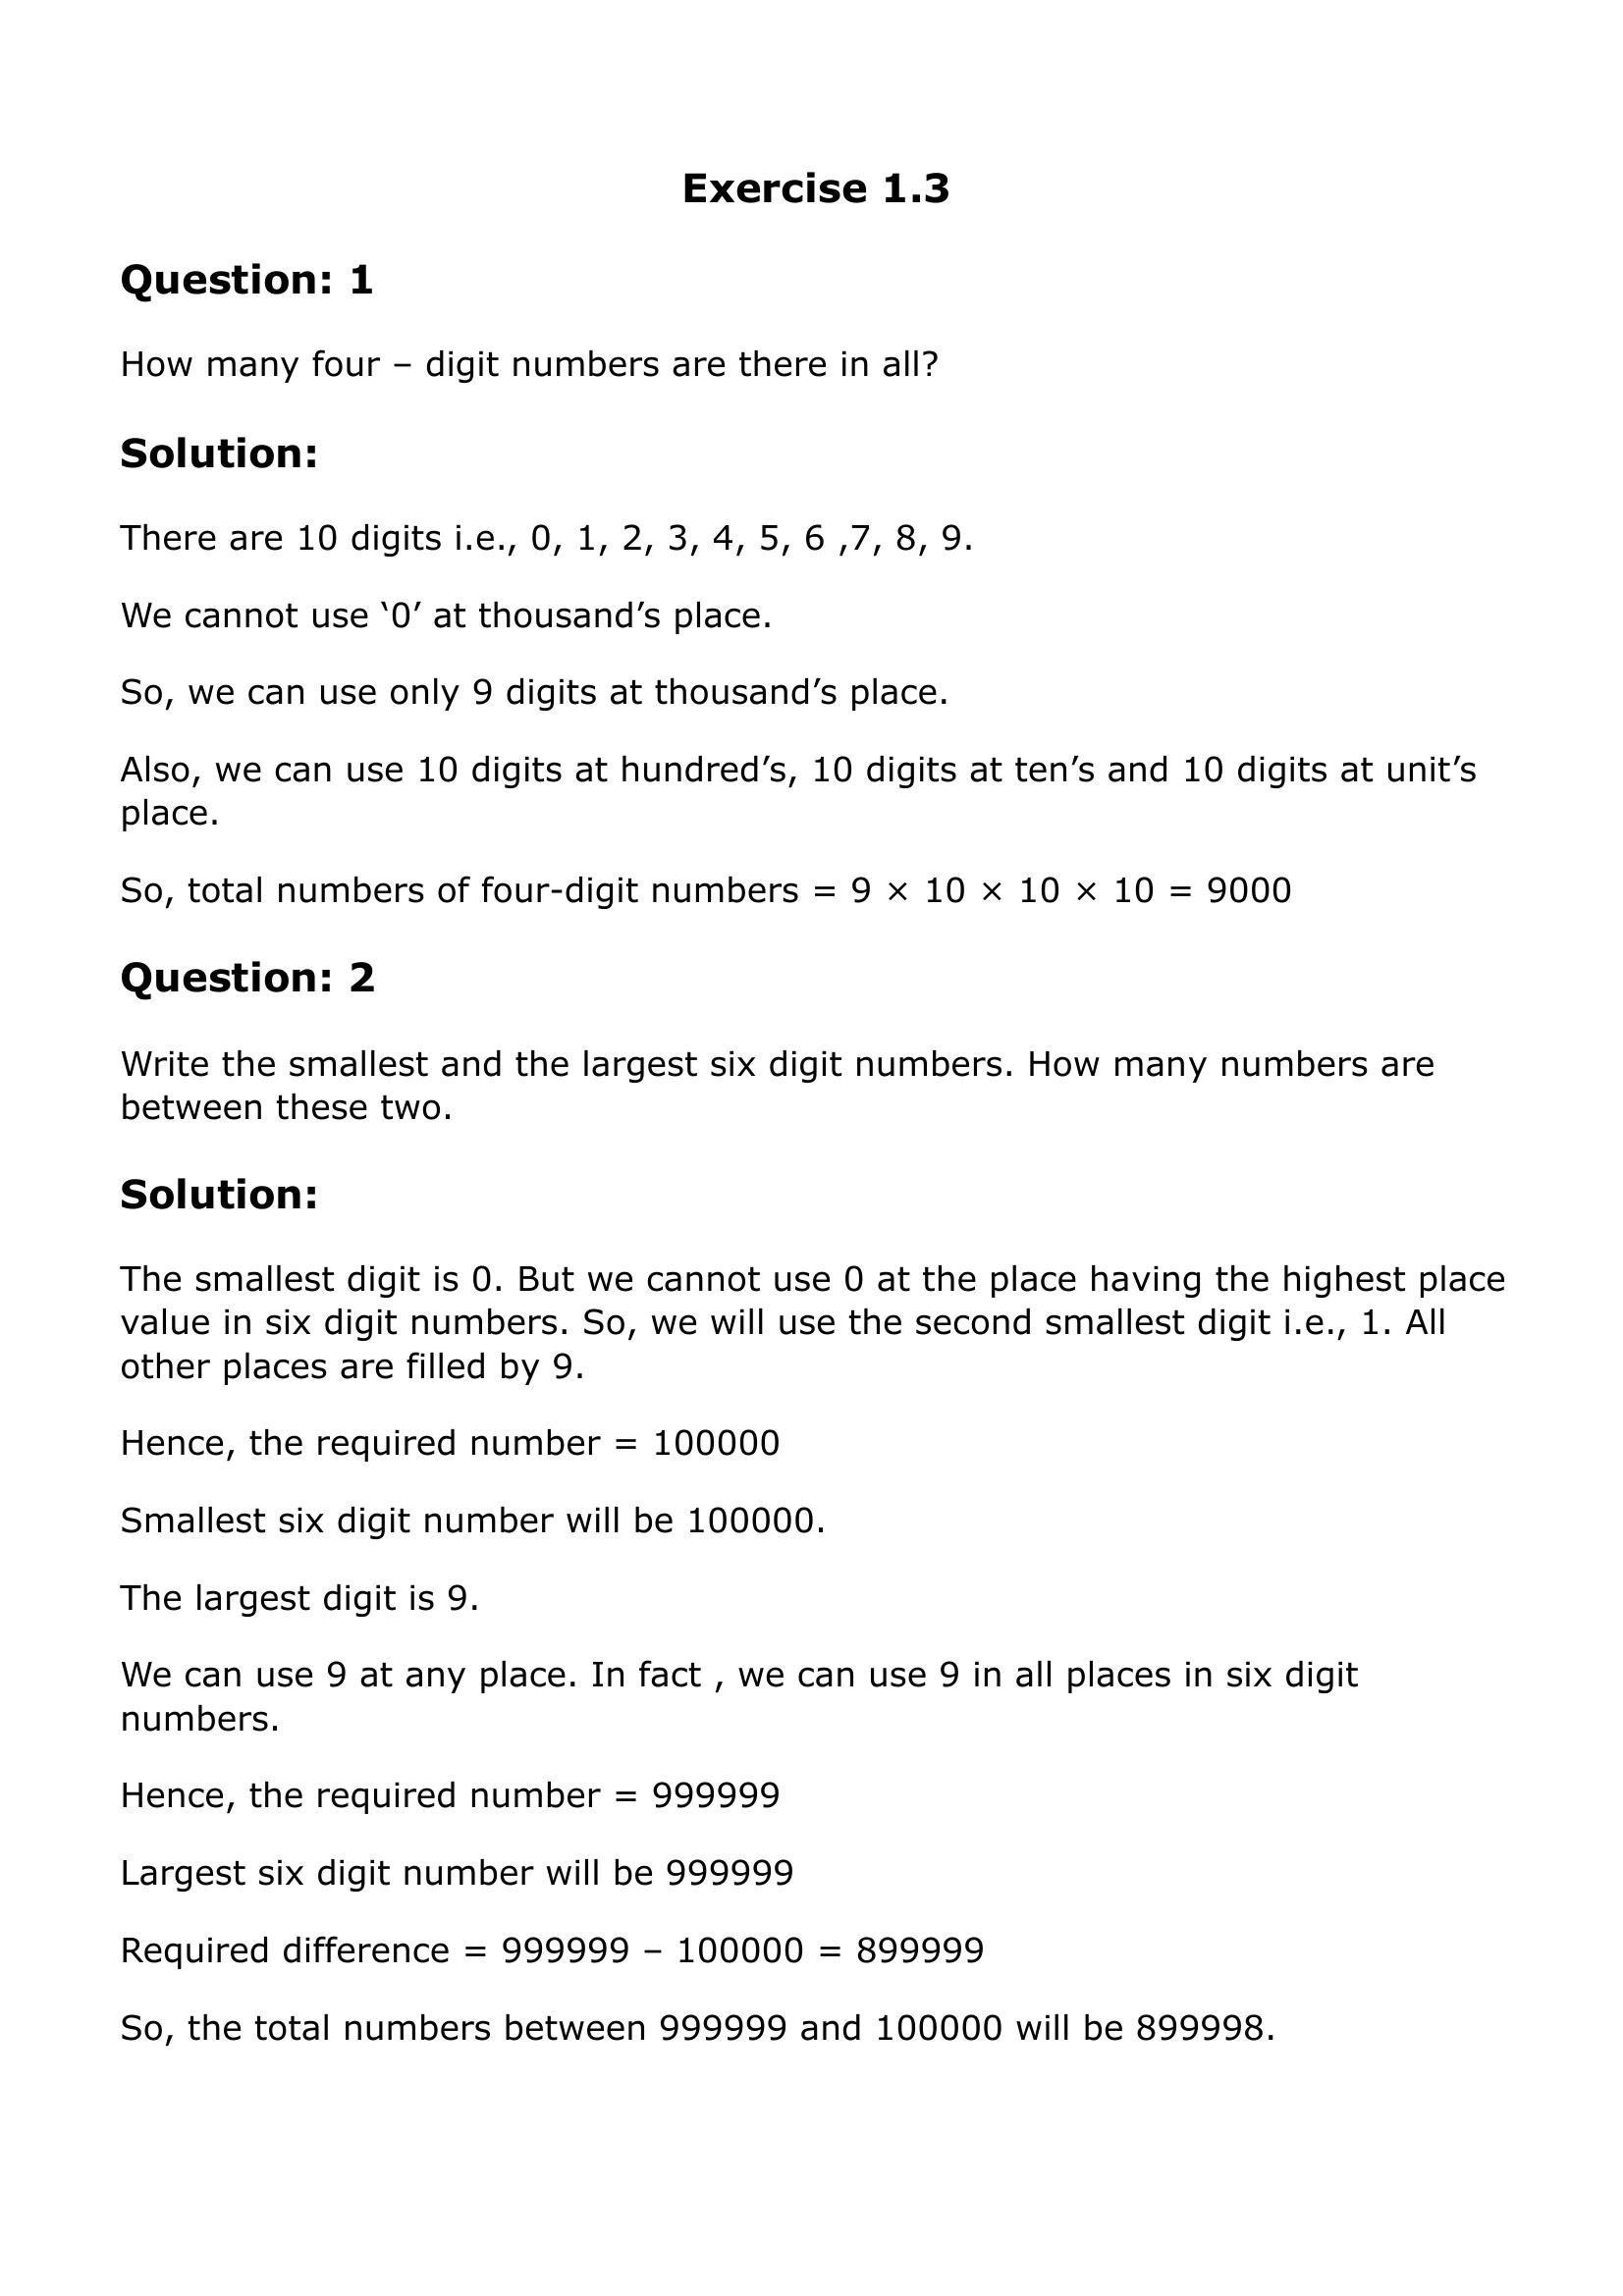 Exercise 1.3
Question: 1
How many four – digit numbers are there in all?
Solution:
There are 10 digits i.e., 0, 1, 2, 3, 4, 5, 6 ,7, 8, 9.
We cannot use ‘0’ at thousand’s place.
So, we can use only 9 digits at thousand’s place.
Also, we can use 10 digits at hundred’s, 10 digits at ten’s and 10 digits at unit’s
place.
So, total numbers of four-digit numbers = 9 × 10 × 10 × 10 = 9000
Question: 2
Write the smallest and the largest six digit numbers. How many numbers are
between these two.
Solution:
The smallest digit is 0. But we cannot use 0 at the place having the highest place
value in six digit numbers. So, we will use the second smallest digit i.e., 1. All
other places are filled by 9.
Hence, the required number = 100000
Smallest six digit number will be 100000.
The largest digit is 9.
We can use 9 at any place. In fact , we can use 9 in all places in six digit
numbers.
Hence, the required number = 999999
Largest six digit number will be 999999
Required difference = 999999 – 100000 = 899999
So, the total numbers between 999999 and 100000 will be 899998.